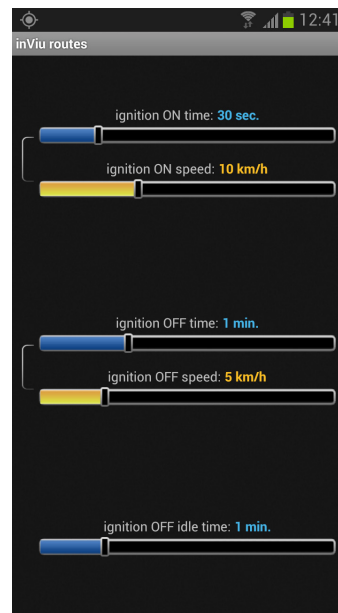 12:41
inViu routes
ignition ON time: 30 sec.
ignition ON speed: 10 km/h
ignition OFF time: 1 min.
ignition OFF speed: 5 km/h
ignition OFF idle time: 1 min.